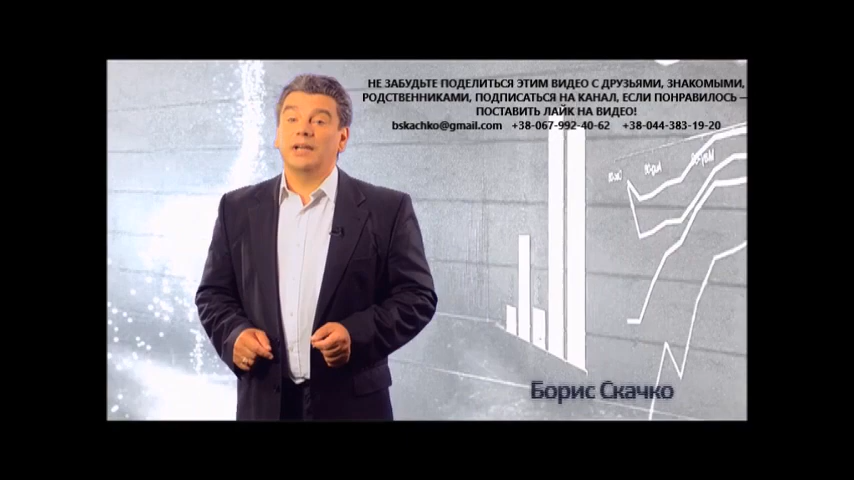 НЕ ЗАБУДЬТЕ ПОДЕЛИТЬСЯ ЭТИМ ВИДЕО С ДРУЗЬЯМИ, ЗНАКОМЫМИ,
РОДСТВЕННИКАМИ, ПОДПИСАТЬСЯ НА КАНАЛ, ЕСЛИ ПОНРАВИЛОСЬ —
ПОСТАВИТЬ ЛАЙК НА ВИДЕО!
bskachko@gmail.com +38-067-992-40-62 +38-044-383-19-20
Борис Скачко